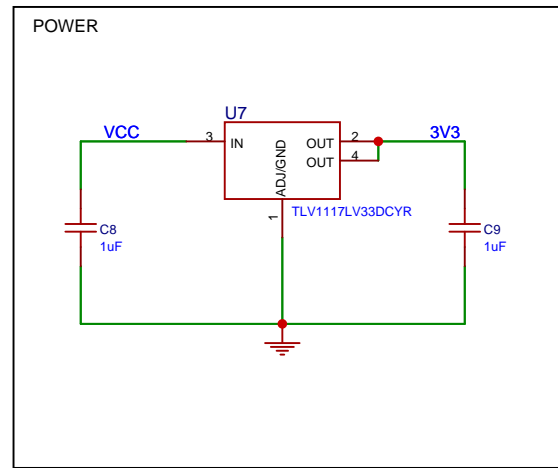 POWER
U7
VCC
3
IN
OUT
2
3V3
OUT
4
ADJ/GND
1
TLV1117LV33DCYR
C8
1uF
C9
1uF